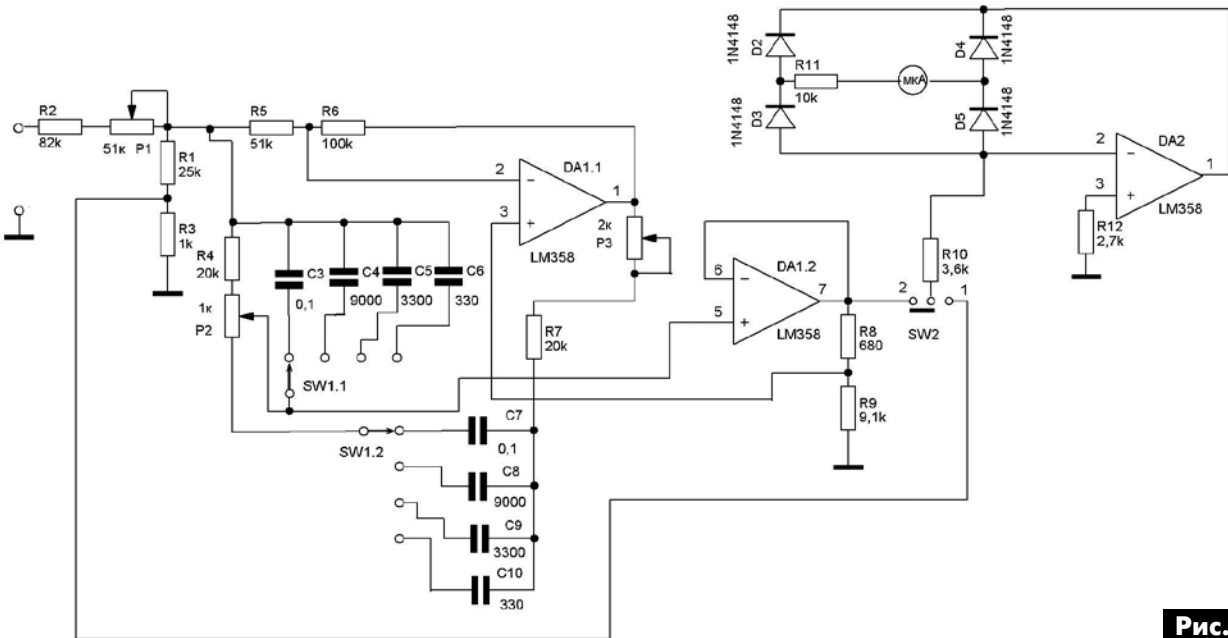 1N4148
D2
D4
1N4148
R11
10k
мкА
1N4148
D3
D5
1N4148
R2
82k
51к P1
R5
51k
R6
100k
R1
25k
R3
1k
DA1.1
2
3
1
LM358
2к
P3
DA2
2
3
1
LM358
R12
2,7k
R4
20k
1к
P2
C3
0,1
C4
9000
C5
3300
C6
330
SW1.1
R7
20k
DA1.2
6
5
7
LM358
R10
3,6k
2
1
SW2
R8
680
R9
9,1k
SW1.2
C7
0,1
C8
9000
C9
3300
C10
330
Рис.